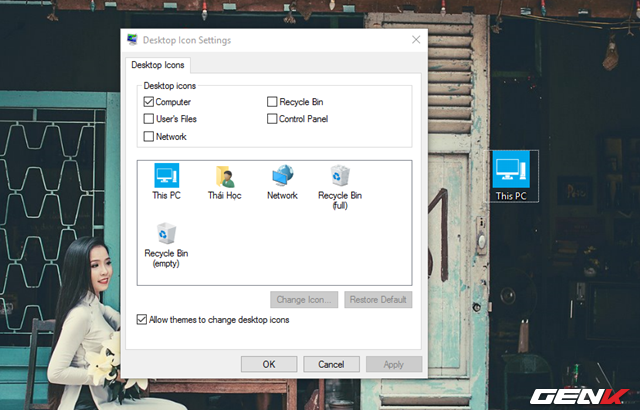 Desktop Icon Settings
Desktop Icons
Desktop icons
Computer
Recycle Bin
User's Files
Control Panel
Network
This PC
Thái Học
Network
Recycle Bin
(full)
Recycle Bin
(empty)
Change Icon...
Restore Default
Allow themes to change desktop icons
OK
Cancel
Apply
This PC
GENK